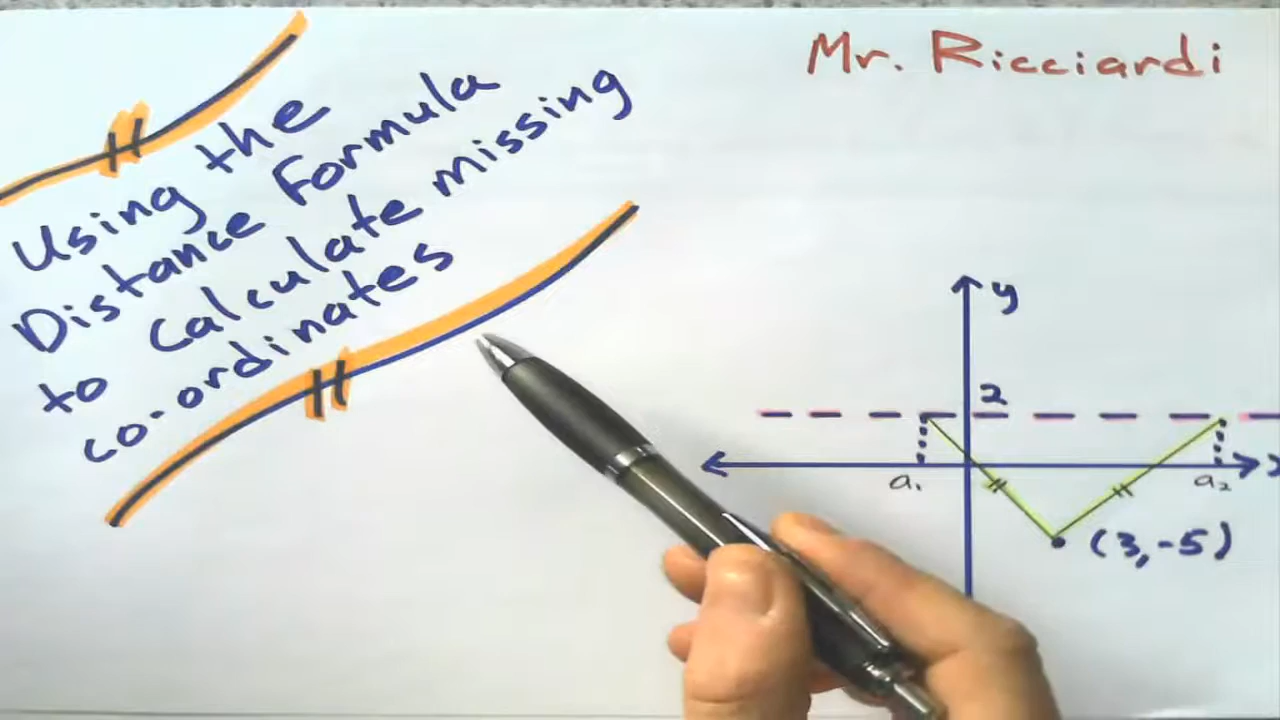 Mr. Ricciardi
Using the
Distance Formula
to Calculate missing
co-ordinates
y
2
a₁
a₂
x
(3,-5)